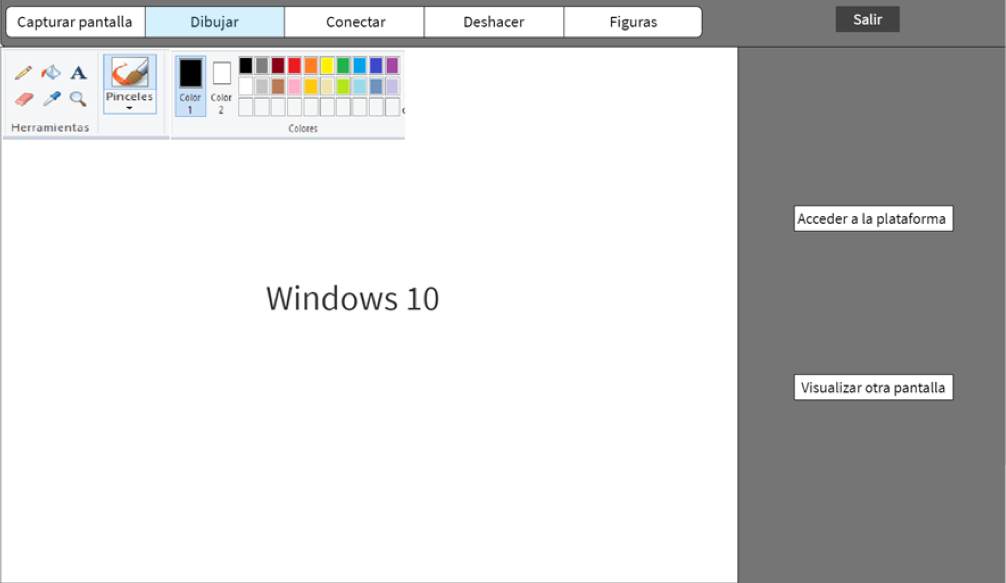 Capturar pantalla Dibujar Conectar Deshacer Figuras Salir
A
Pinceles
Herramientas
Color 1
Color 2
Colores
Acceder a la plataforma
Windows 10
Visualizar otra pantalla